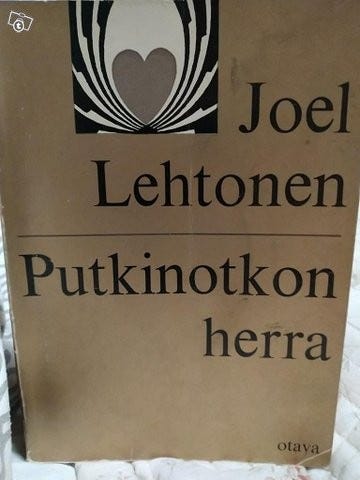 Joel
Lehtonen
Putkinotkon
herra
otava